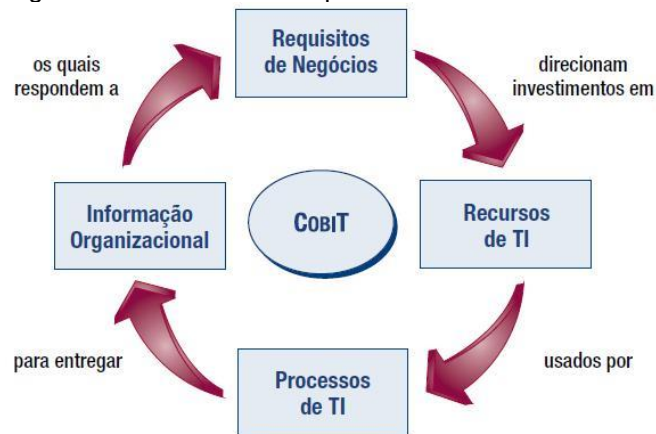 Requisitos
de Negócios
direcionam
investimentos em
Recursos
de TI
usados por
Processos
de TI
para entregar
Informação
Organizacional
os quais
respondem a
COBIT